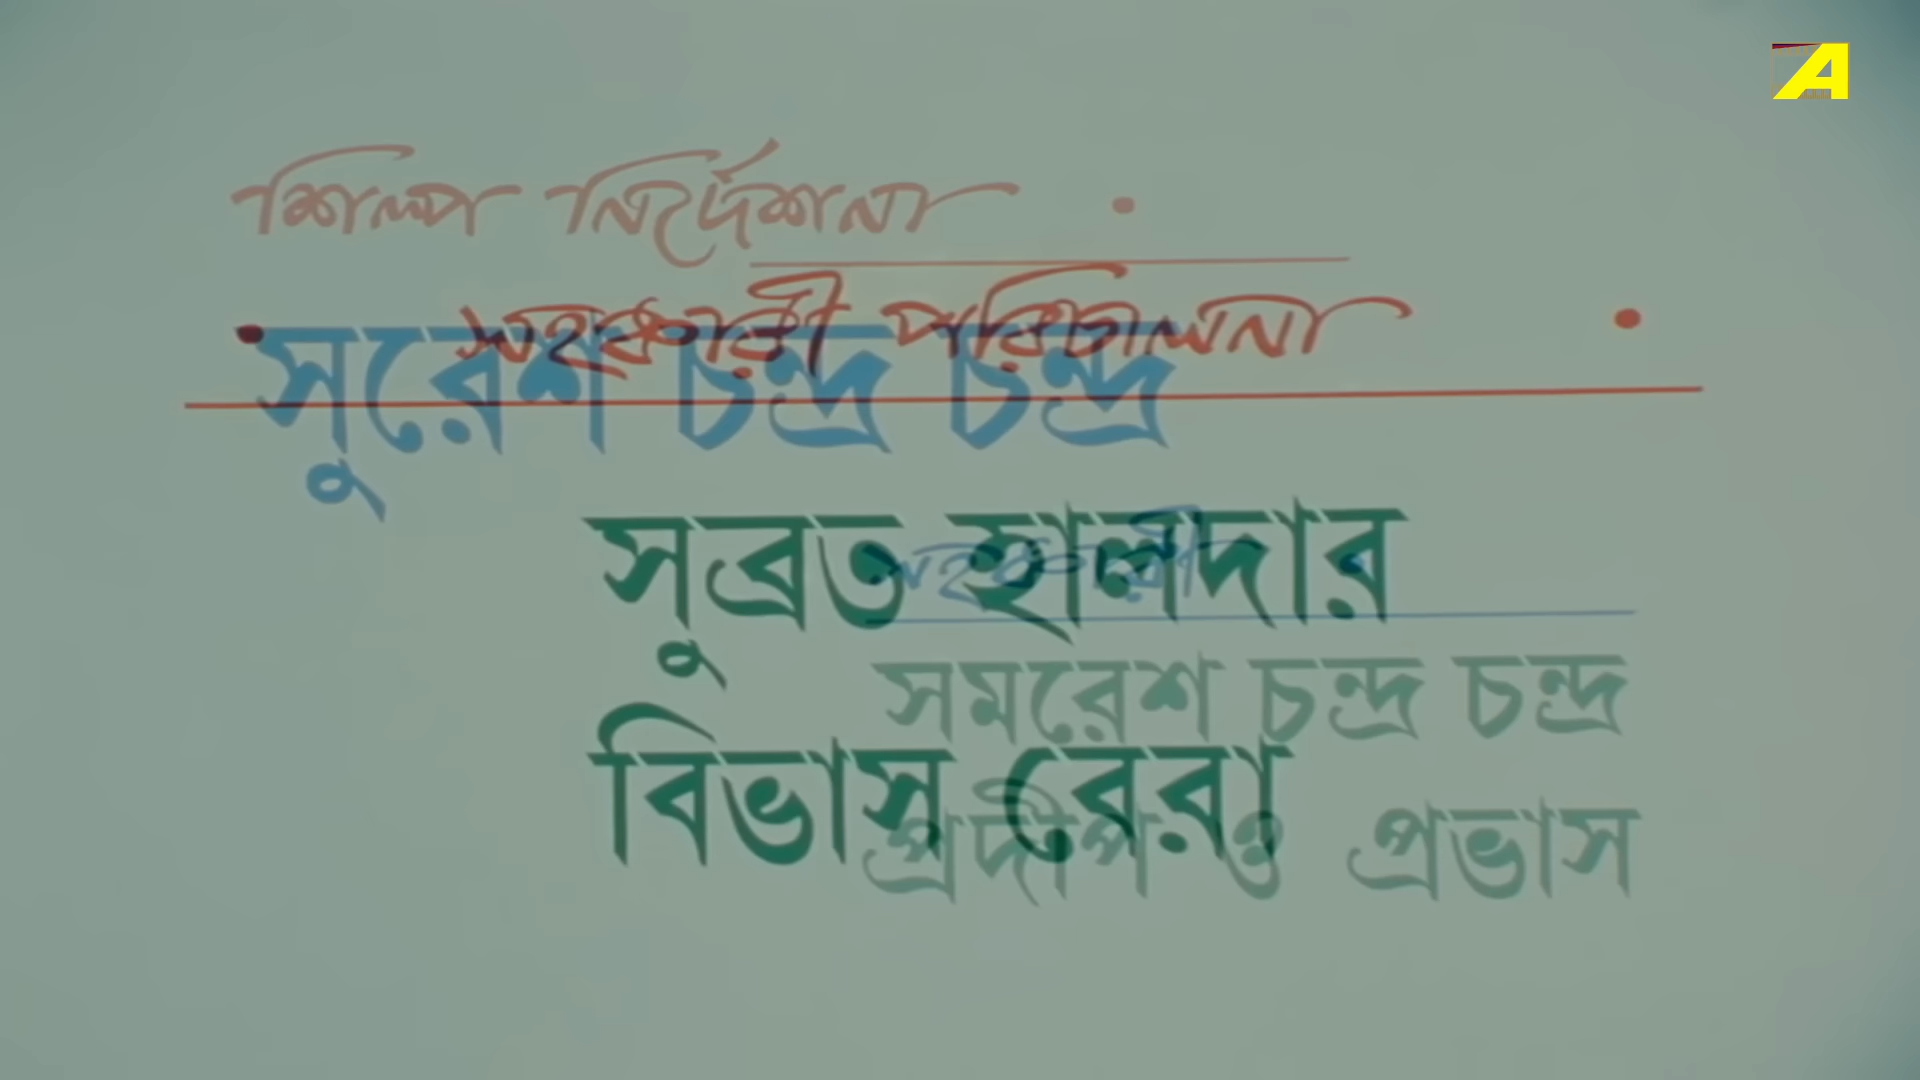 শিল্প নির্দেশনা
সহকারী পরিচালনা
সুরেশ চন্দ্র চন্দ্র
সুব্রত হালদার
সহকারী
সমরেশ চন্দ্র চন্দ্র
বিভাস বেরা
প্রদীপ ও প্রভাস
A